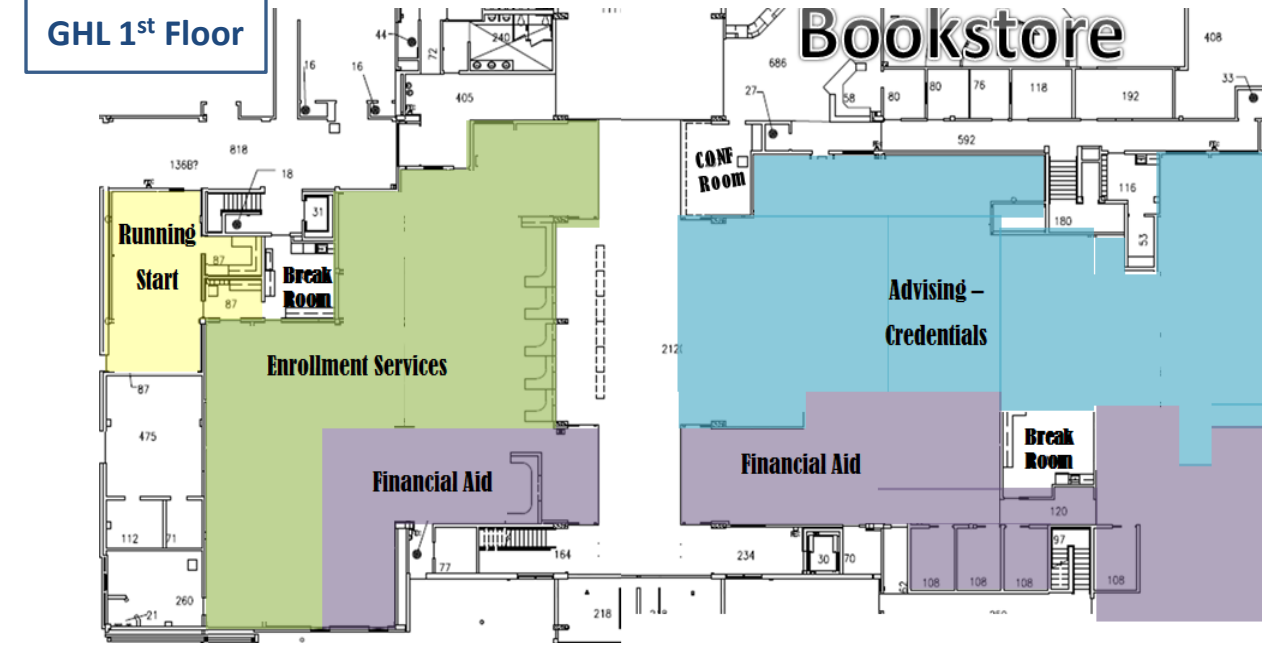 GHL 1st Floor
Bookstore
44
240
72
16
16
405
686
58
80
80
76
118
192
408
33
27
592
818
136B?
18
31
CONF
Room
116
180
53
Running
Start
87
87
Break
Room
Enrollment Services
Advising –
Credentials
212
87
475
112
71
260
21
Financial Aid
Financial Aid
Break
Room
120
77
164
234
30
70
62
108
108
108
97
108
218